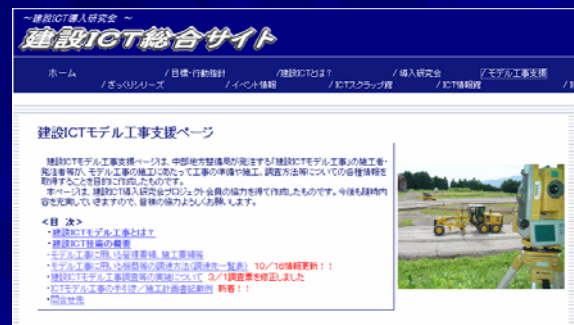 ～建設ICT導入研究会 ～
建設ICT総合サイト
ホーム /目標・行動指針 /建設ICTとは？ /導入研究会 /モデル工事支援
/ざっくりシリーズ /イベント情報 /ICTスクラップ館 /ICT情報館
建設ICTモデル工事支援ページ
建設ICTモデル工事支援ページは、中部地方整備局が発注する「建設ICTモデル工事」の施工者・
発注者等が、モデル工事の施工にあたって工事の準備や施工、調査方法等についての各種情報を
取得することを目的に作成したものです。
本ページは、建設ICT導入研究会プロジェクト会員の協力を得て作成したものです。今後も随時内
容を充実していきますので、皆様の協力よろしくお願いします。
＜目 次＞
・建設ICTモデル工事とは？
・建設ICT技術の概要
・モデル工事に用いる管理要領、施工要領等
・モデル工事に用いる機器等の調達方法(調達先一覧表) 10／16情報更新！！
・建設ICTモデル工事調査等の実施について 3／1調査票を修正しました
・ICTモデル工事の手引き／施工計画書記載例 新着！！
・問合せ先